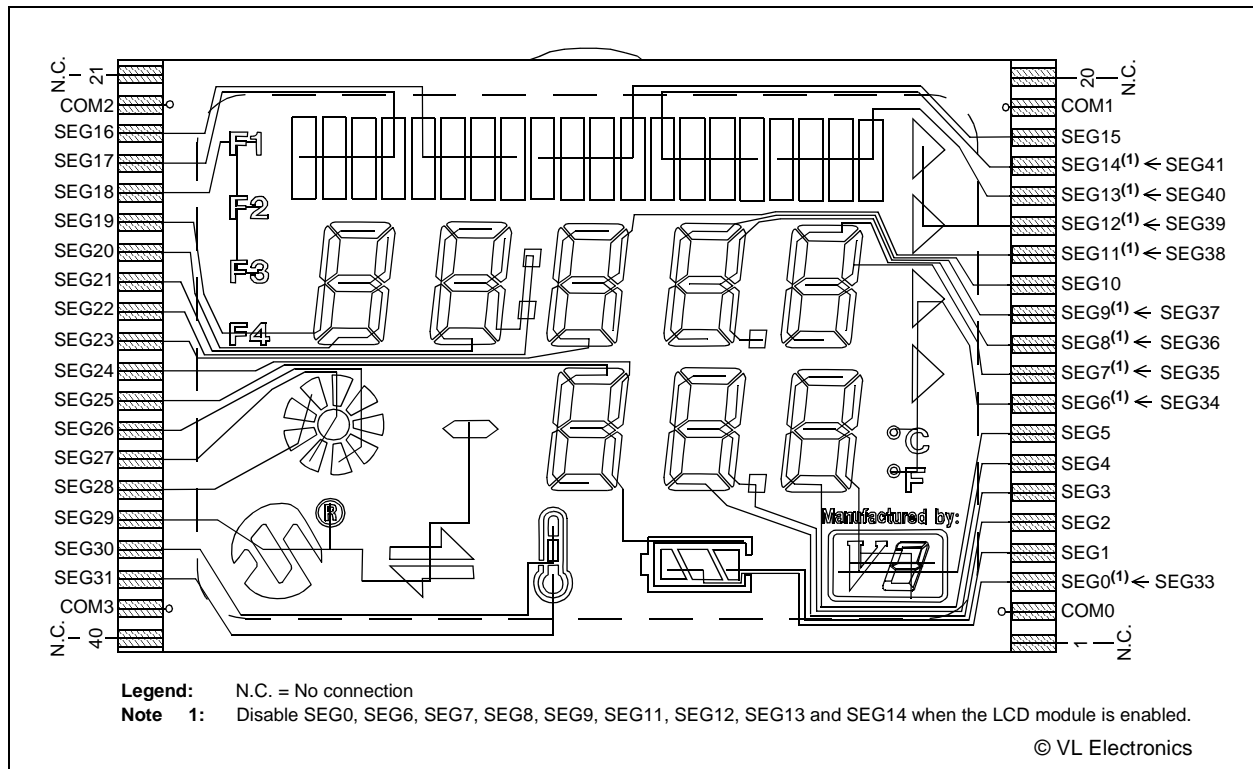 N.C.
21
COM2
SEG16
SEG17
SEG18
SEG19
SEG20
SEG21
SEG22
SEG23
SEG24
SEG25
SEG26
SEG27
SEG28
SEG29
SEG30
SEG31
COM3
40
N.C.
F1
F2
F3
F4
®
°C
°F
Manufactured by:
20
N.C.
COM1
SEG15
SEG14(1) ← SEG41
SEG13(1) ← SEG40
SEG12(1) ← SEG39
SEG11(1) ← SEG38
SEG10
SEG9(1) ← SEG37
SEG8(1) ← SEG36
SEG7(1) ← SEG35
SEG6(1) ← SEG34
SEG5
SEG4
SEG3
SEG2
SEG1
SEG0(1) ← SEG33
COM0
1
N.C.
Legend: N.C. = No connection
Note 1: Disable SEG0, SEG6, SEG7, SEG8, SEG9, SEG11, SEG12, SEG13 and SEG14 when the LCD module is enabled.
© VL Electronics